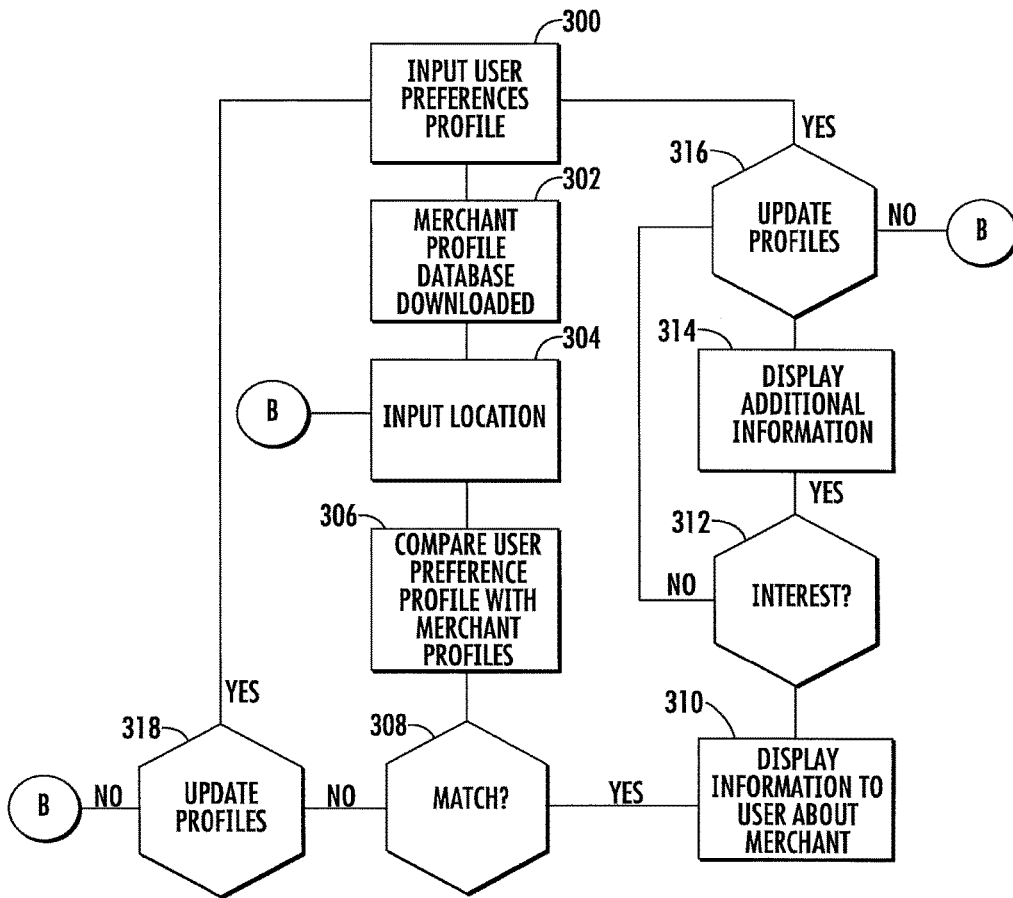 300
INPUT USER
PREFERENCES
PROFILE
302
MERCHANT
PROFILE
DATABASE
DOWNLOADED
304
B
INPUT LOCATION
306
COMPARE USER
PREFERENCE
PROFILE WITH
MERCHANT
PROFILES
308
MATCH?
NO
YES
318
YES
UPDATE
PROFILES
NO
B
310
DISPLAY
INFORMATION TO
USER ABOUT
MERCHANT
312
INTEREST?
NO
YES
314
DISPLAY
ADDITIONAL
INFORMATION
316
YES
UPDATE
PROFILES
NO
B